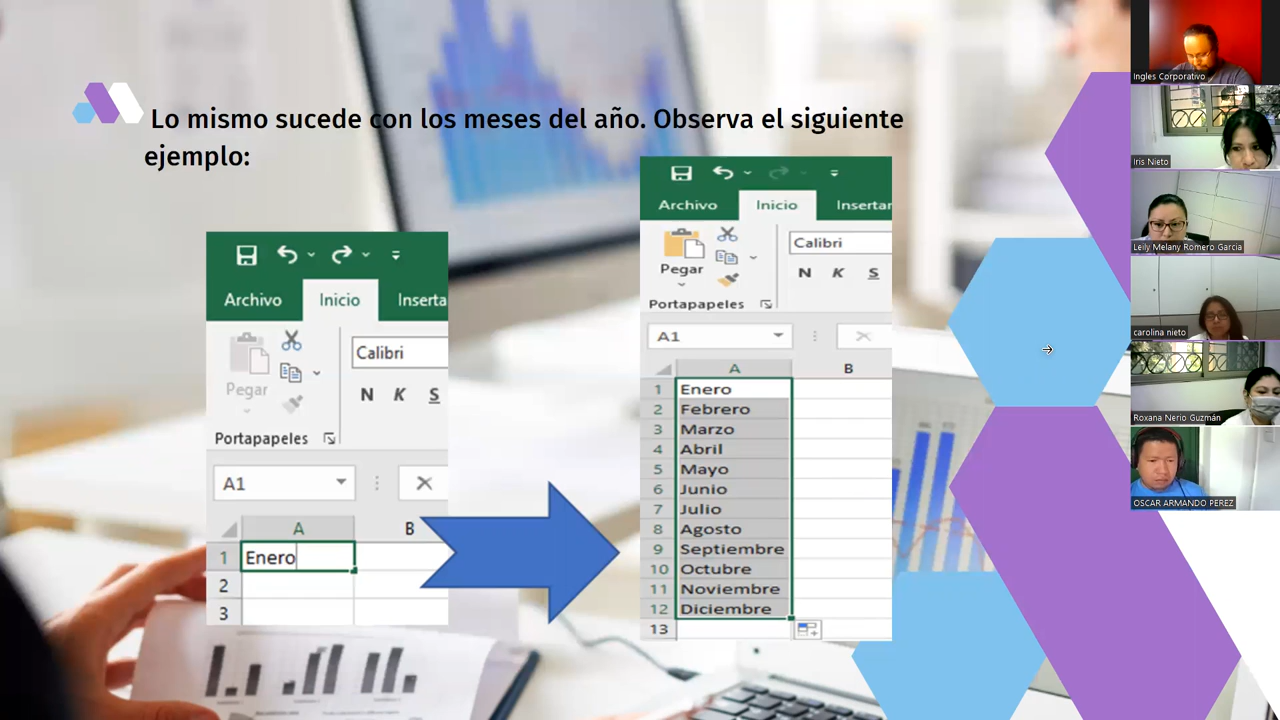 Lo mismo sucede con los meses del año. Observa el siguiente
ejemplo:
Archivo Inicio Inserta
Pegar
Calibri
N K S
Portapapeles
A1
A B
1 Enero
2
3
Archivo Inicio Insertar
Pegar
Calibri
N K S
Portapapeles
A1
A B
1 Enero
2 Febrero
3 Marzo
4 Abril
5 Mayo
6 Junio
7 Julio
8 Agosto
9 Septiembre
10 Octubre
11 Noviembre
12 Diciembre
13
Ingles Corporativo
Iris Nieto
Leily Melany Romero Garcia
carolina nieto
Roxana Nerio Guzmán
OSCAR ARMANDO PEREZ